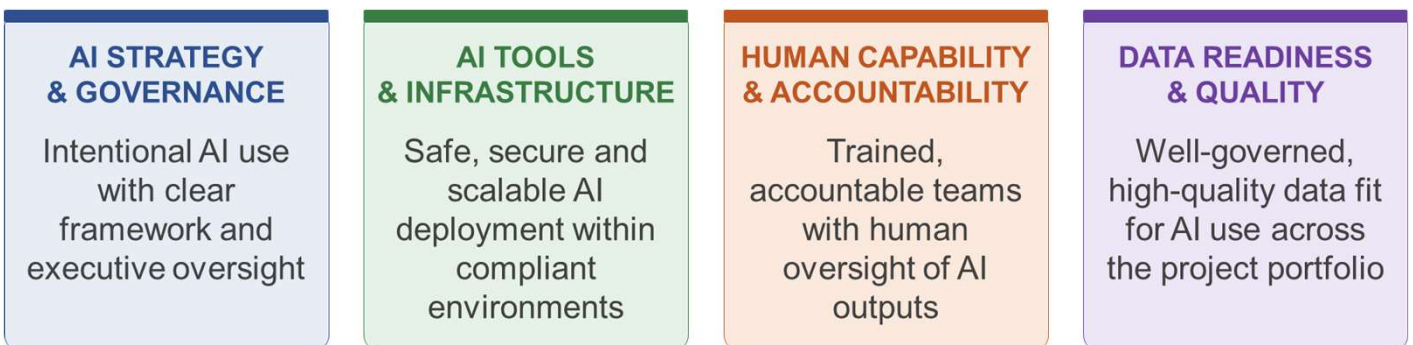 AI STRATEGY
& GOVERNANCE
Intentional AI use
with clear
framework and
executive oversight
AI TOOLS
& INFRASTRUCTURE
Safe, secure and
scalable AI
deployment within
compliant
environments
HUMAN CAPABILITY
& ACCOUNTABILITY
Trained,
accountable teams
with human
oversight of AI
outputs
DATA READINESS
& QUALITY
Well-governed,
high-quality data fit
for AI use across
the project portfolio